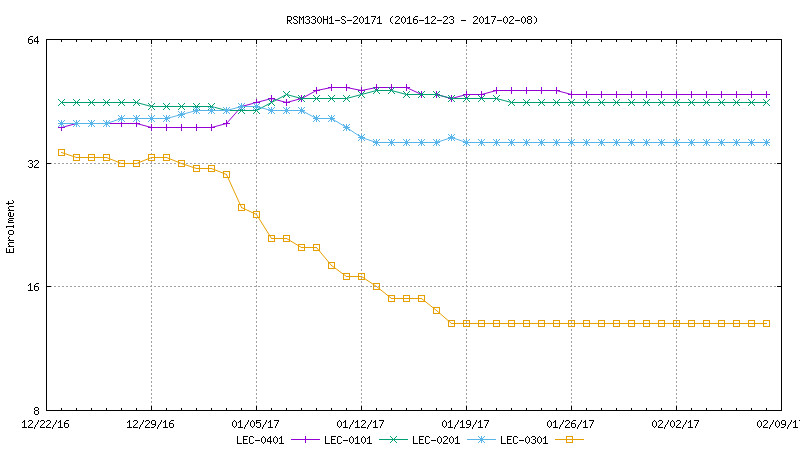 RSM330H1-S-20171 (2016-12-23 - 2017-02-08)
64
32
16
8
Enrolment
12/22/16 12/29/16 01/05/17 01/12/17 01/19/17 01/26/17 02/02/17 02/09/17
LEC-0401 LEC-0101 LEC-0201 LEC-0301